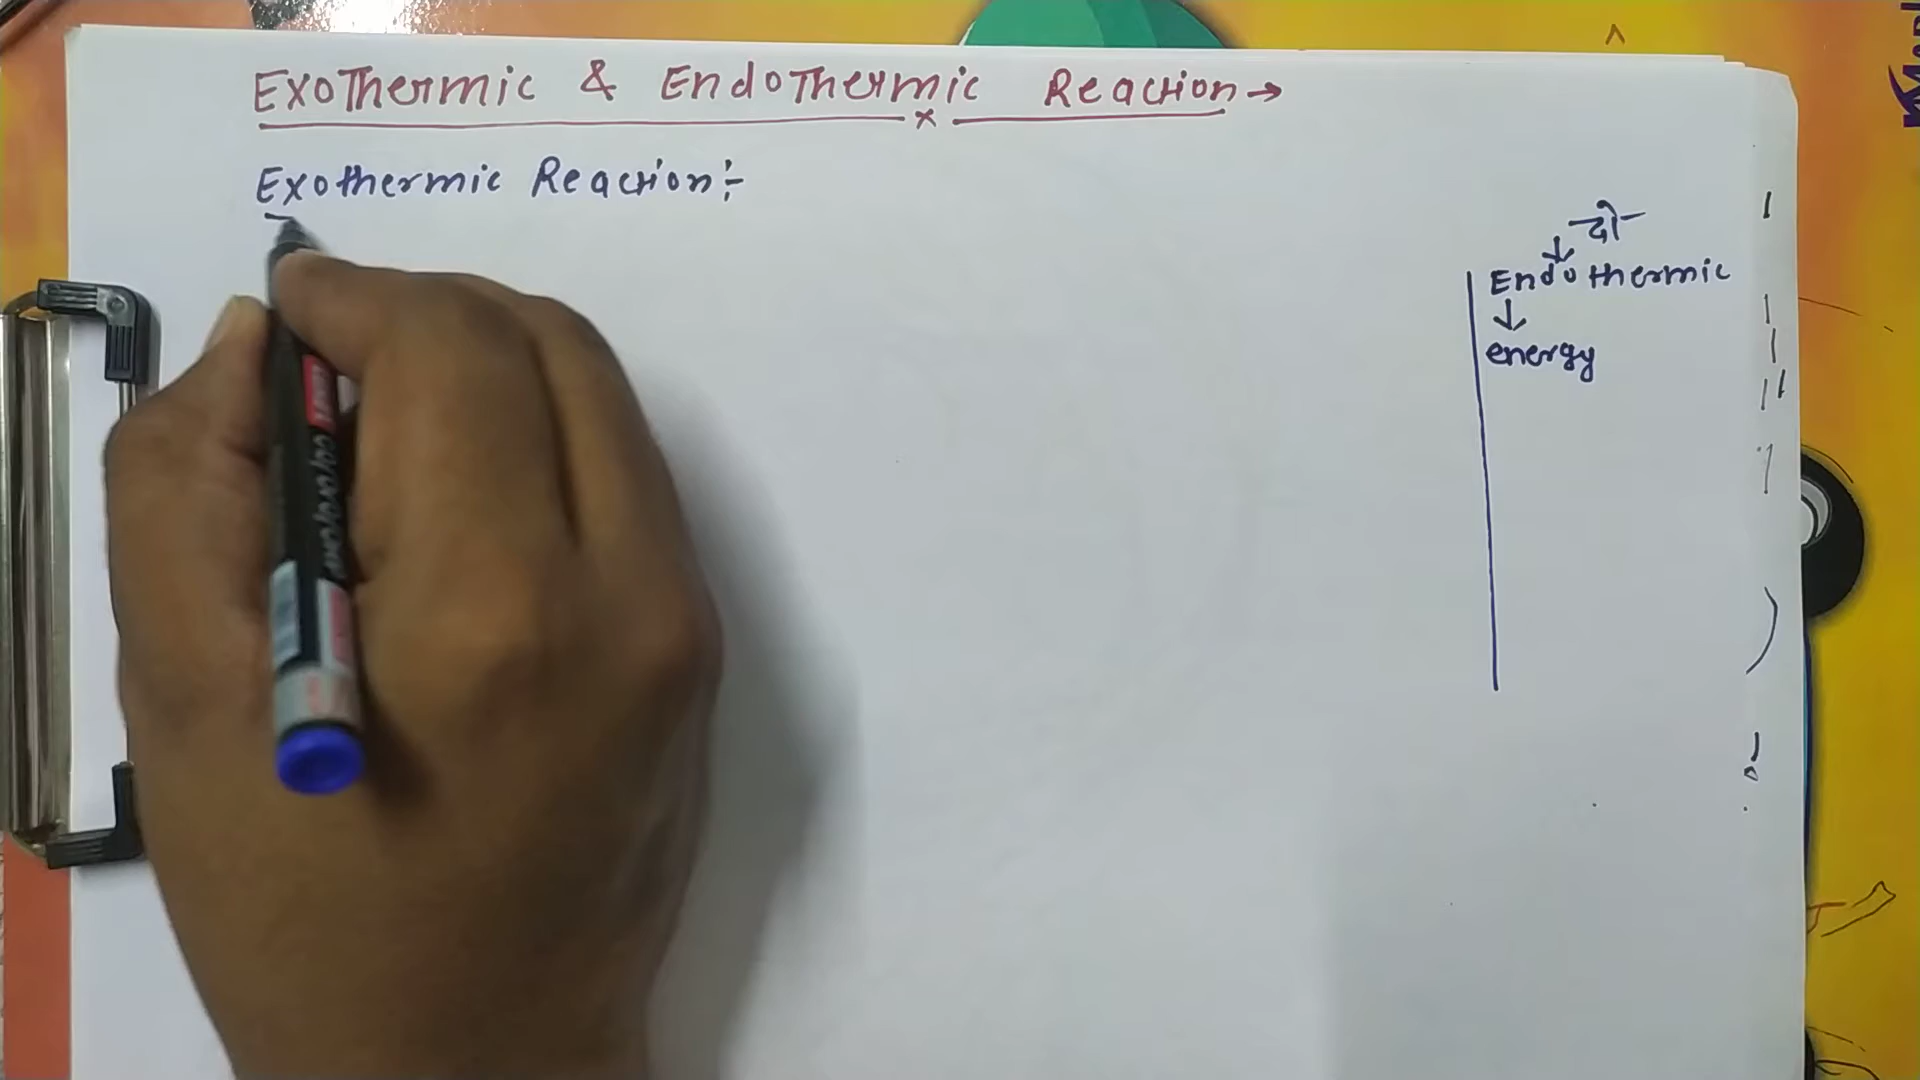 Exothermic & Endothermic Reaction→
Exothermic Reaction:-
दो
↓
Endothermic
↓
energy